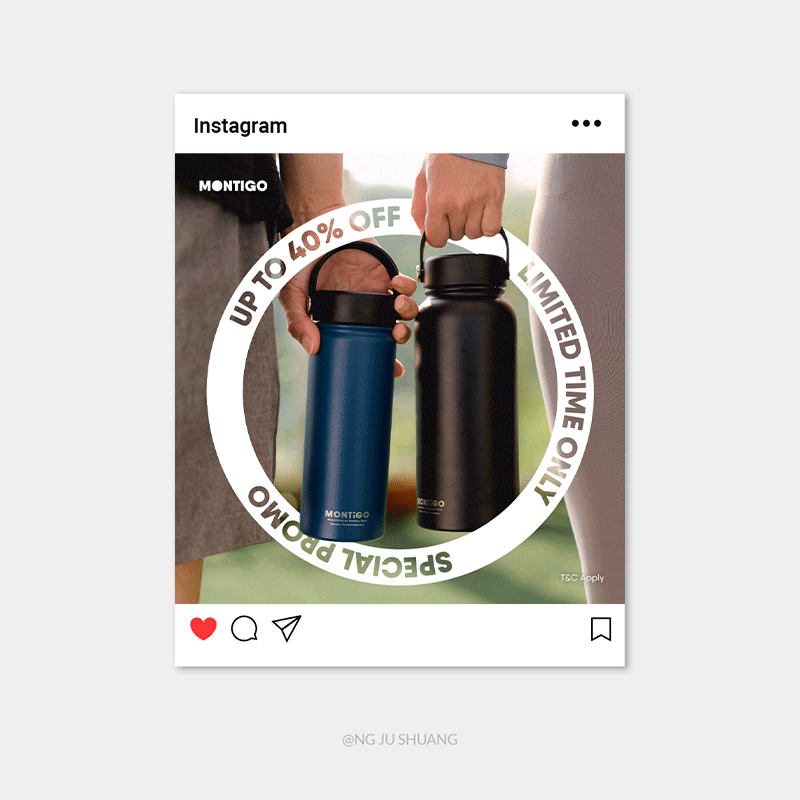 Instagram
MONTIGO
UP TO 40% OFF
LIMITED TIME ONLY
SPECIAL PROMO
MONTIGO
MONTIGO
T&C Apply
@NG JU SHUANG